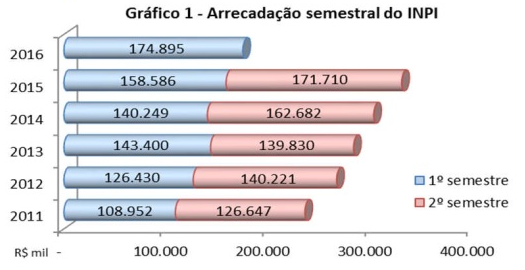 Gráfico 1 - Arrecadação semestral do INPI
2016 174.895
2015 158.586 171.710
2014 140.249 162.682
2013 143.400 139.830
2012 126.430 140.221
2011 108.952 126.647
1º semestre
2º semestre
R$ mil - 100.000 200.000 300.000 400.000